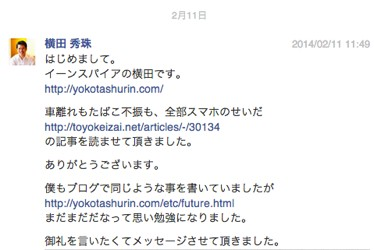 2月11日
横田 秀珠
2014/02/11 11:49
はじめまして。
イーンスパイアの横田です。
http://yokotashurin.com/
車離れもたばこ不振も、全部スマホのせいだ
http://toyokeizai.net/articles/-/30134
の記事を読ませて頂きました。
ありがとうございます。
僕もブログで同じような事を書いていましたが
http://yokotashurin.com/etc/future.html
まだまだだなって思い勉強になりました。
御礼を言いたくてメッセージさせて頂きました。